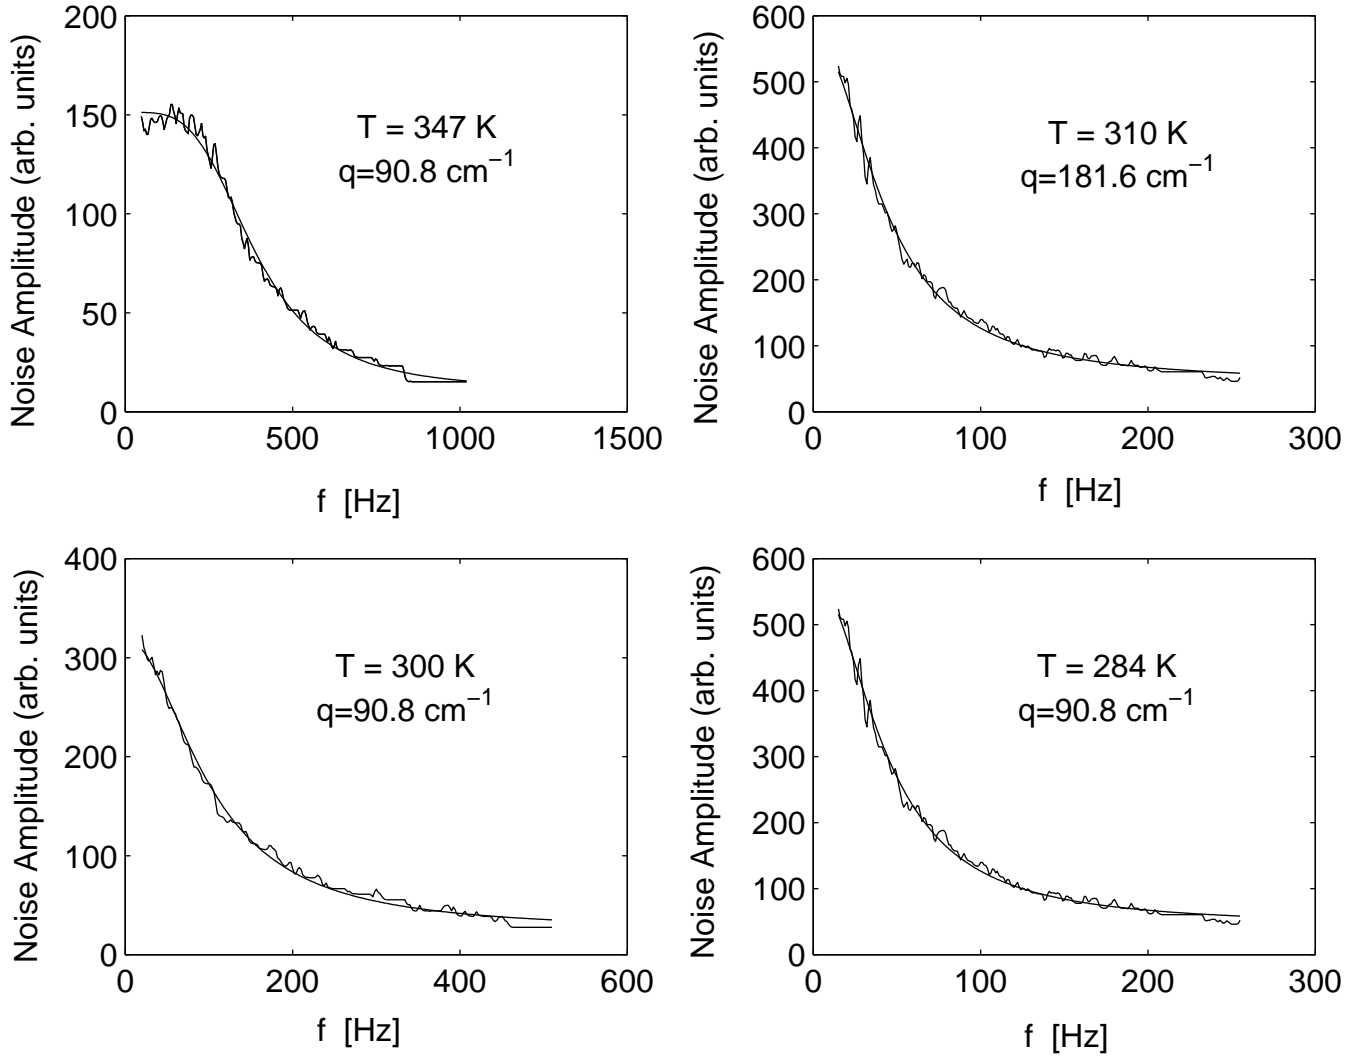 200
150
100
50
0
0 500 1000 1500
Noise Amplitude (arb. units)
f [Hz]
T = 347 K
q=90.8 cm⁻¹
600
500
400
300
200
100
0
0 100 200 300
Noise Amplitude (arb. units)
f [Hz]
T = 310 K
q=181.6 cm⁻¹
400
300
200
100
0
0 200 400 600
Noise Amplitude (arb. units)
f [Hz]
T = 300 K
q=90.8 cm⁻¹
600
500
400
300
200
100
0
0 100 200 300
Noise Amplitude (arb. units)
f [Hz]
T = 284 K
q=90.8 cm⁻¹